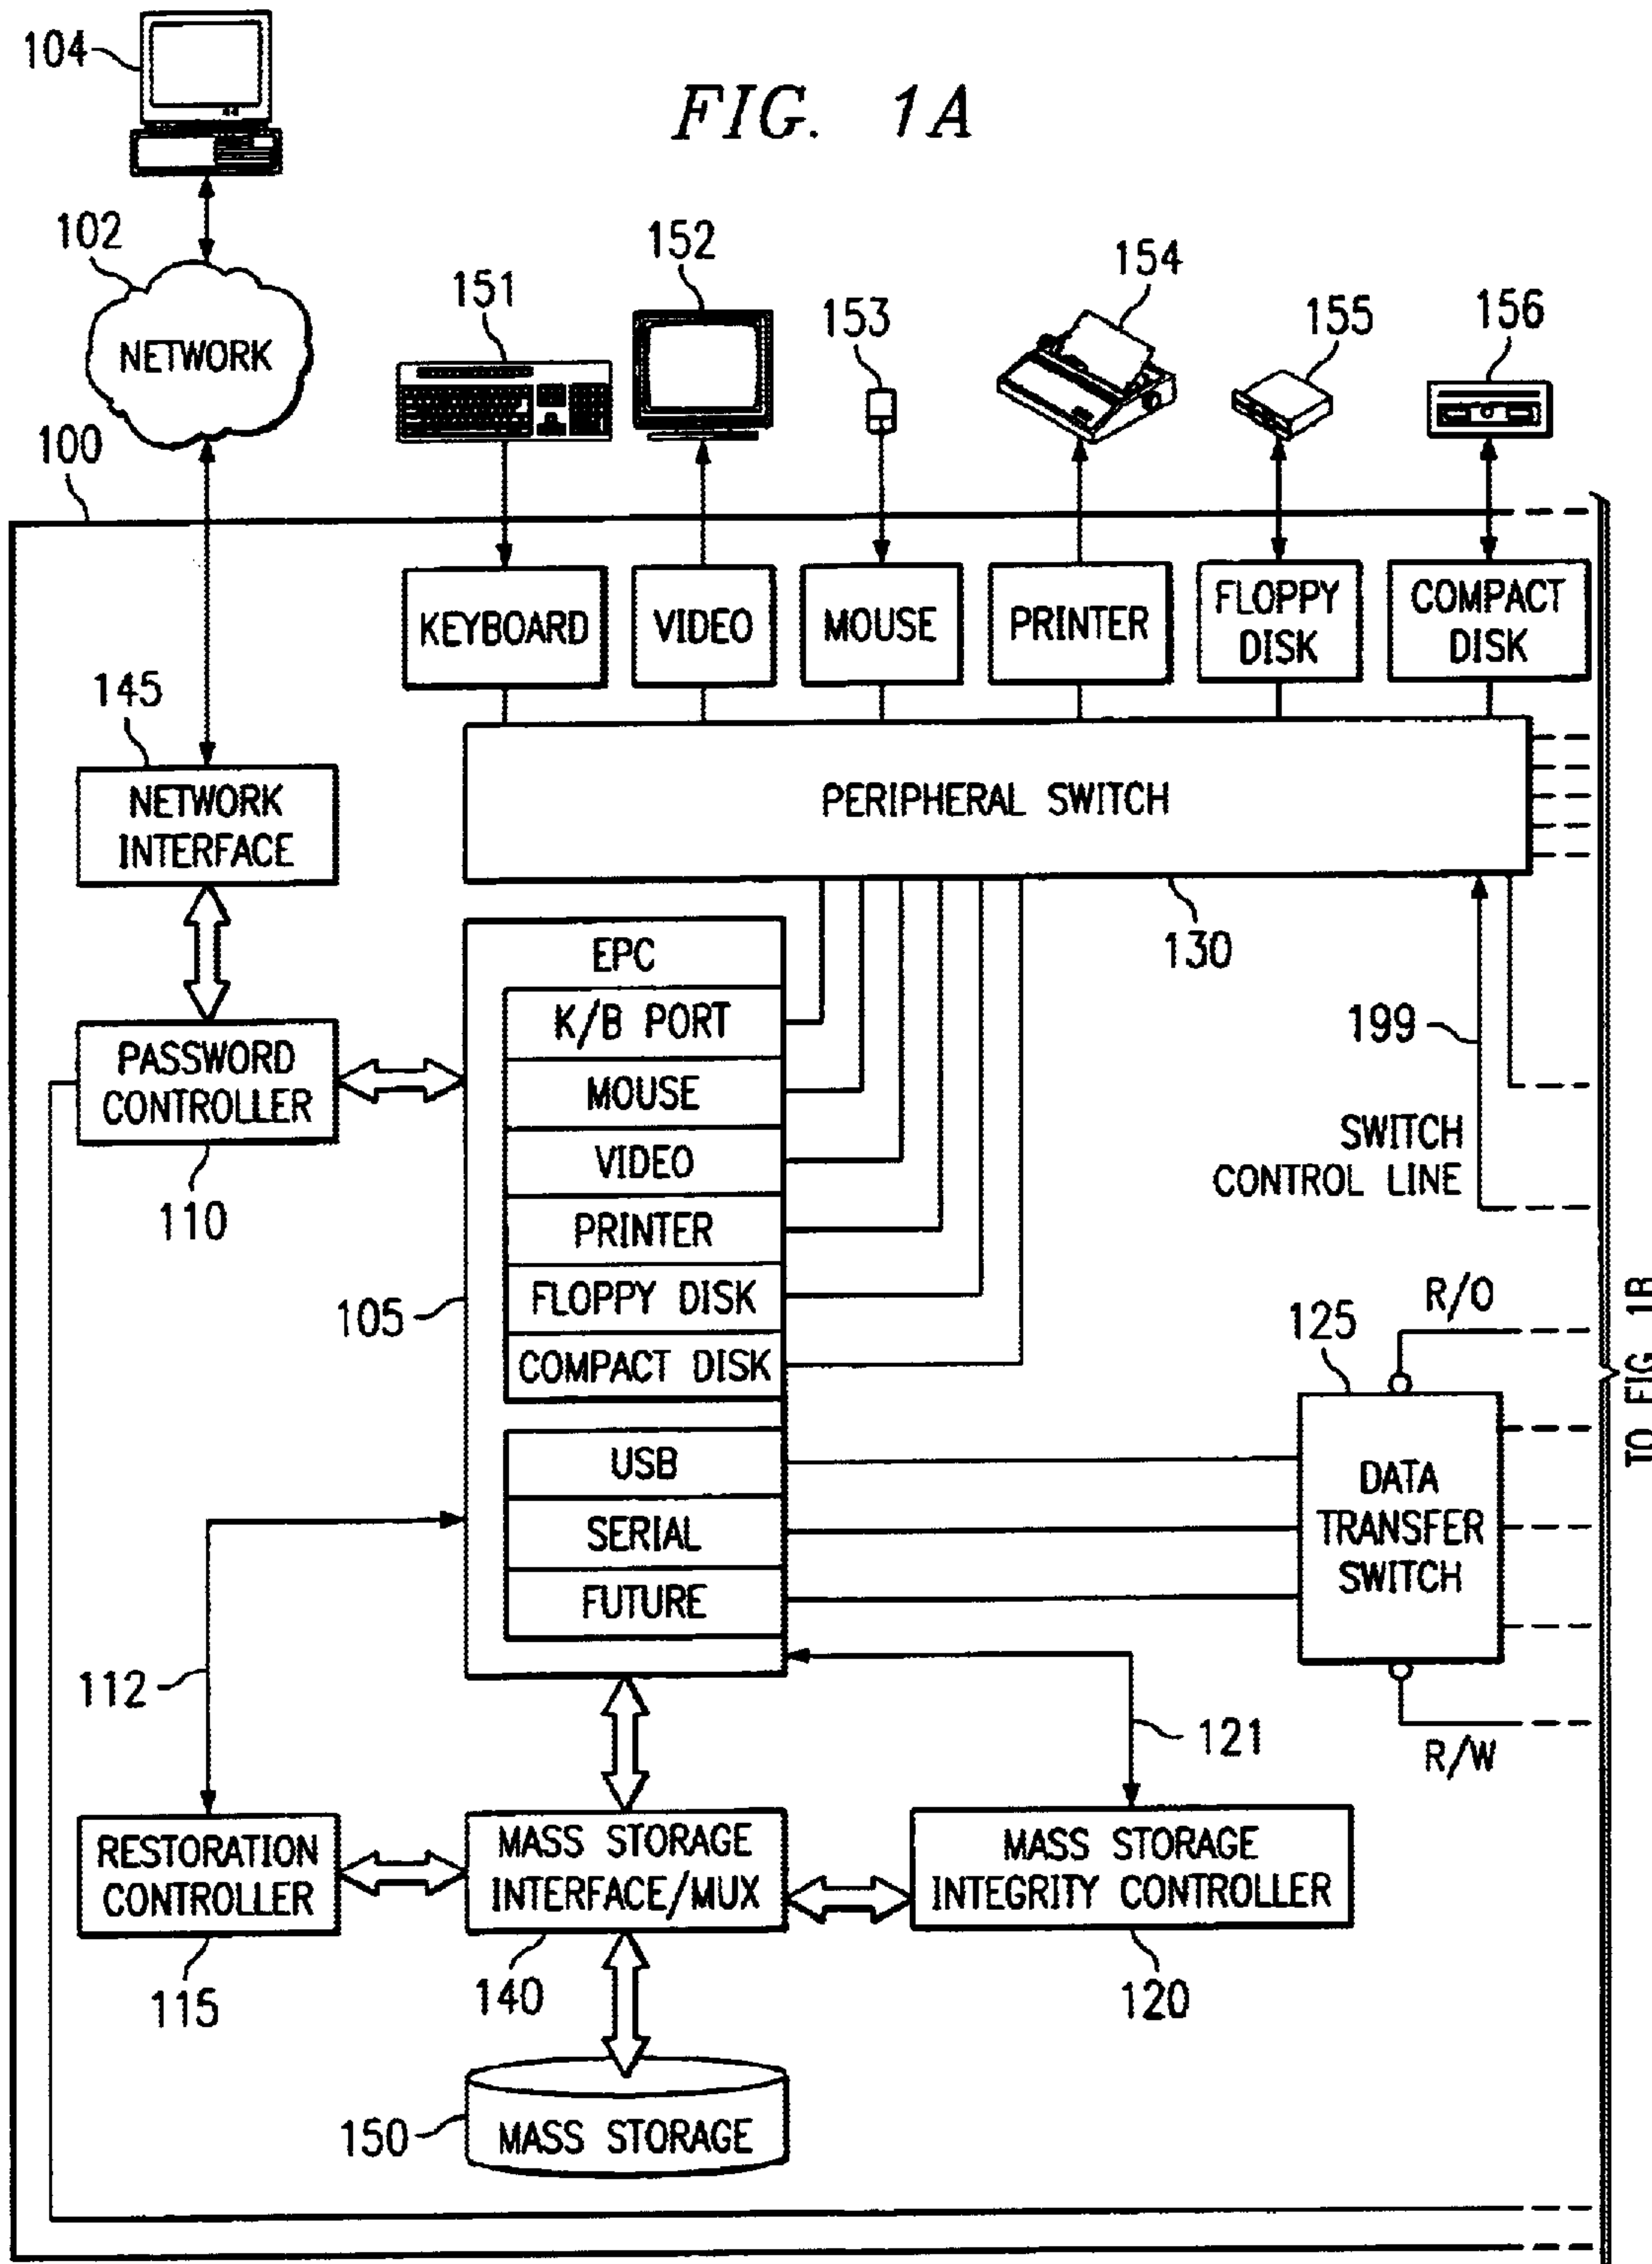 FIG. 1A
104
102
NETWORK
151
152
153
154
155
156
100
KEYBOARD
VIDEO
MOUSE
PRINTER
FLOPPY
DISK
COMPACT
DISK
145
NETWORK
INTERFACE
PERIPHERAL SWITCH
130
EPC
K/B PORT
MOUSE
VIDEO
PRINTER
FLOPPY DISK
COMPACT DISK
USB
SERIAL
FUTURE
105
PASSWORD
CONTROLLER
110
199
SWITCH
CONTROL LINE
R/O
125
DATA
TRANSFER
SWITCH
R/W
TO FIG. 1B
112
121
RESTORATION
CONTROLLER
115
MASS STORAGE
INTERFACE/MUX
140
MASS STORAGE
INTEGRITY CONTROLLER
120
150
MASS STORAGE